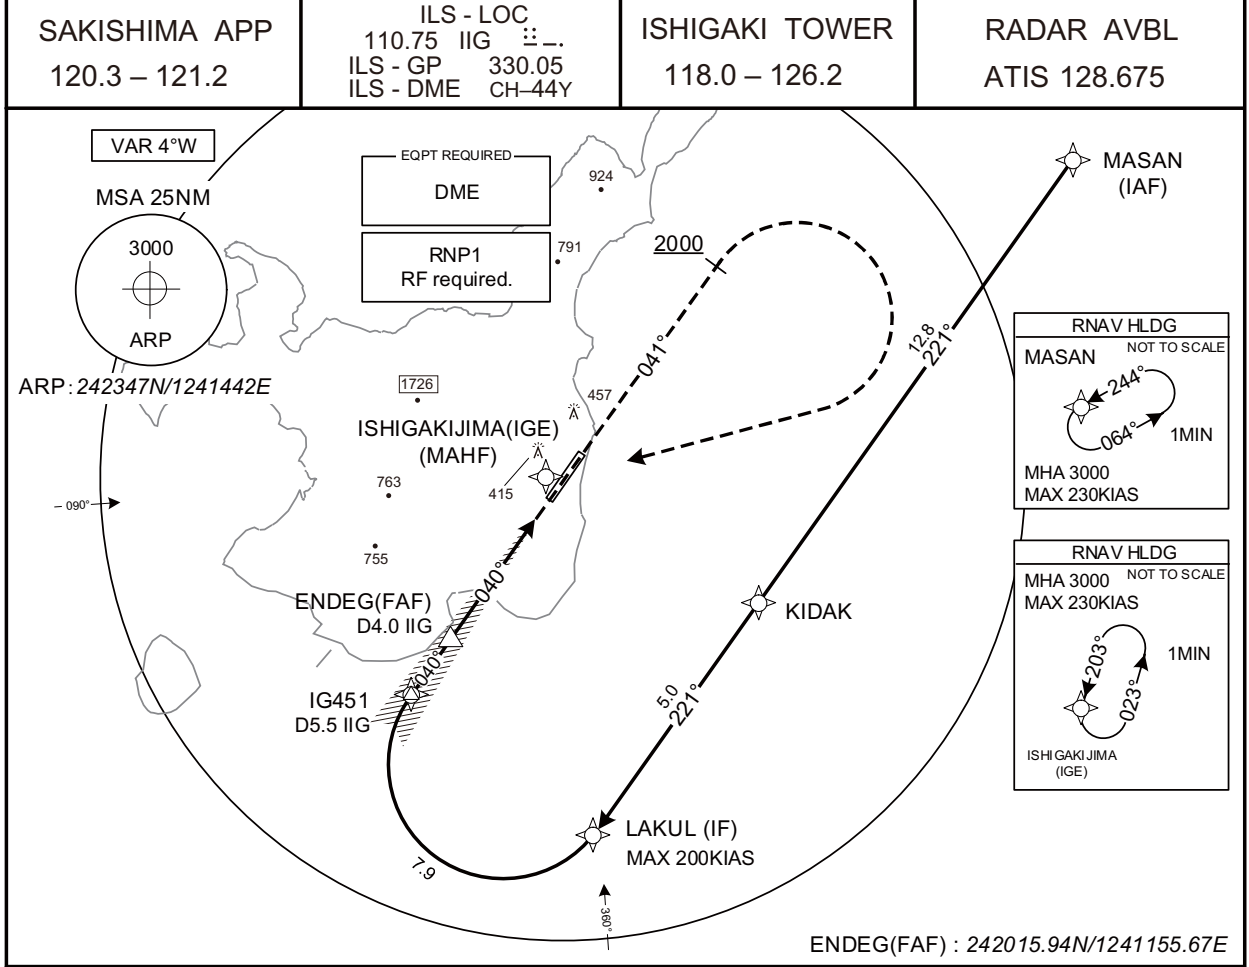 SAKISHIMA APP
120.3 – 121.2
ILS - LOC
110.75 IIG
ILS - GP 330.05
ILS - DME CH–44Y
ISHIGAKI TOWER
118.0 – 126.2
RADAR AVBL
ATIS 128.675
VAR 4°W
MSA 25NM
3000
ARP
ARP : 242347N/1241442E
EQPT REQUIRED
DME
RNP1
RF required.
924
791
2000
MASAN
(IAF)
041°
12.8
221°
RNAV HLDG
NOT TO SCALE
MASAN
244°
064°
1MIN
MHA 3000
MAX 230KIAS
1726
457
ISHIGAKIJIMA(IGE)
(MAHF)
415
763
755
090°
040°
ENDEG(FAF)
D4.0 IIG
040°
IG451
D5.5 IIG
KIDAK
5.0
221°
RNAV HLDG
MHA 3000 NOT TO SCALE
MAX 230KIAS
203°
023°
1MIN
ISHIGAKIJIMA
(IGE)
LAKUL (IF)
MAX 200KIAS
7.9
360°
ENDEG(FAF) : 242015.94N/1241155.67E